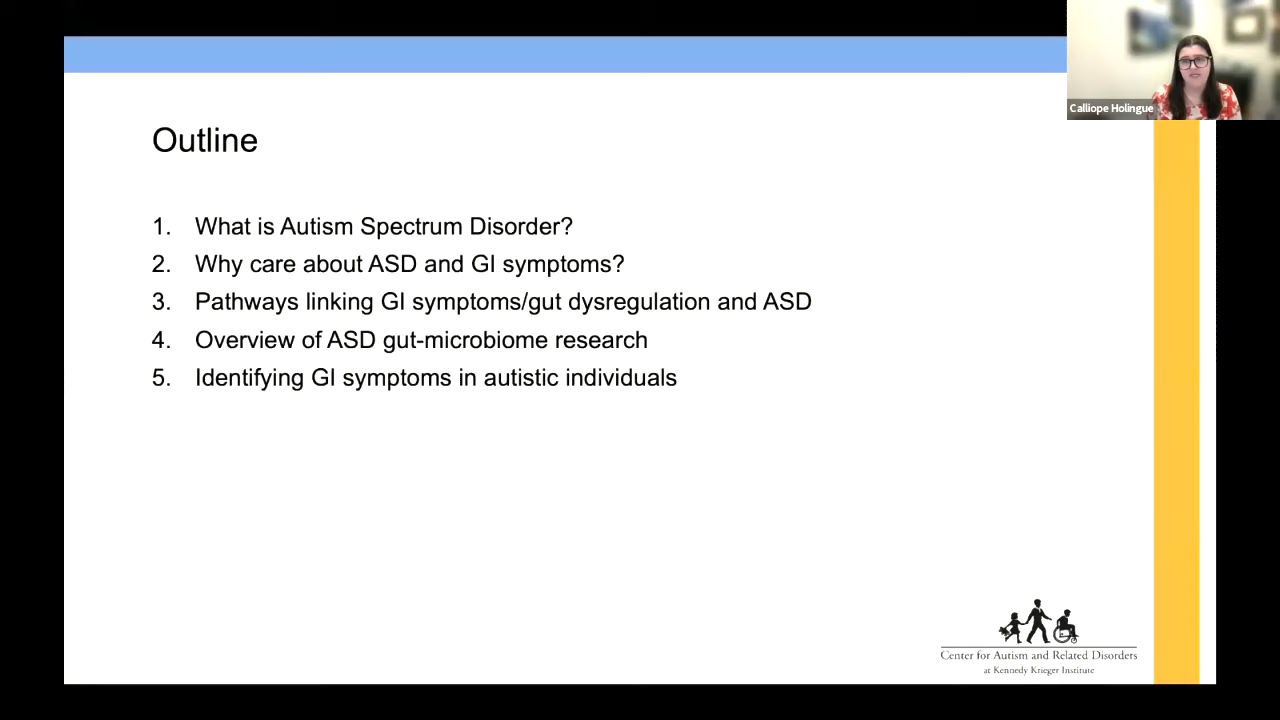 Calliope Holingue
Outline
1. What is Autism Spectrum Disorder?
2. Why care about ASD and GI symptoms?
3. Pathways linking GI symptoms/gut dysregulation and ASD
4. Overview of ASD gut-microbiome research
5. Identifying GI symptoms in autistic individuals
Center for Autism and Related Disorders
at Kennedy Krieger Institute